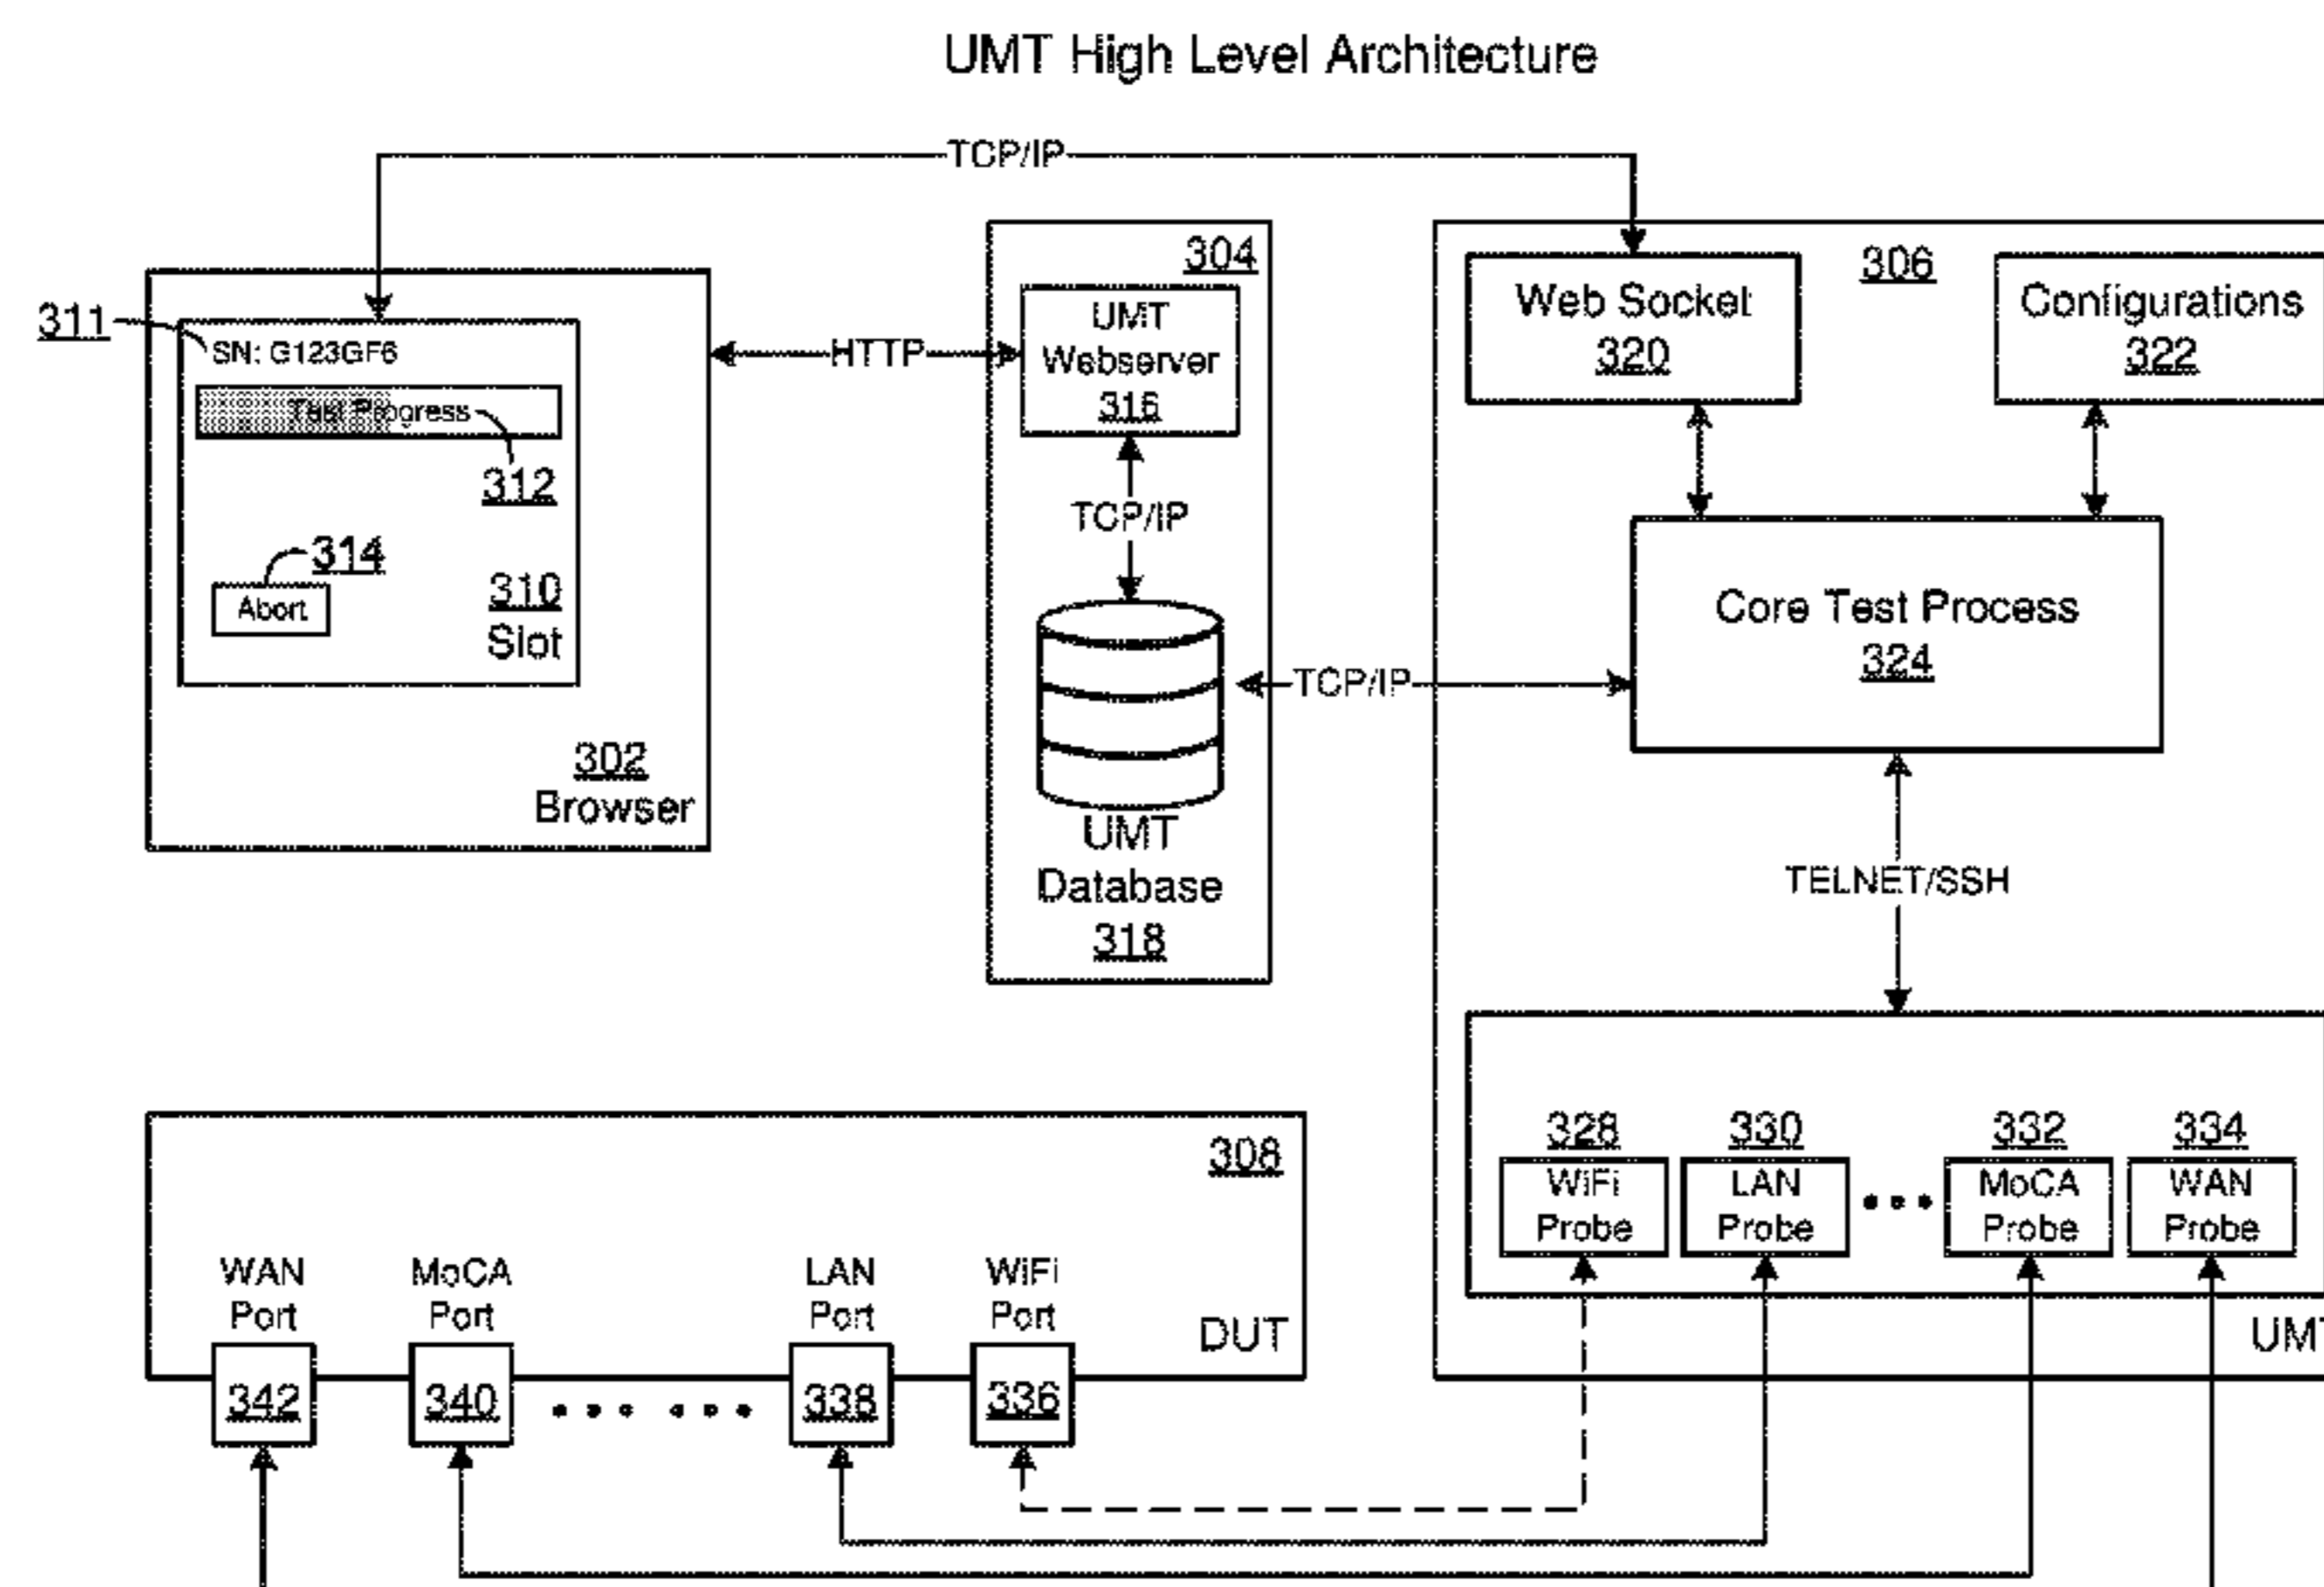 UMT High Level Architecture
TCP/IP
311
SN: G123GF6
Test Progress
312
314
Abort
310
Slot
302
Browser
HTTP
304
UMT
Webserver
316
TCP/IP
UMT
Database
318
TCP/IP
306
Web Socket
320
Configurations
322
Core Test Process
324
TELNET/SSH
328
WiFi
Probe
330
LAN
Probe
332
MoCA
Probe
334
WAN
Probe
308
DUT
WAN
Port
342
MoCA
Port
340
LAN
Port
338
WiFi
Port
336